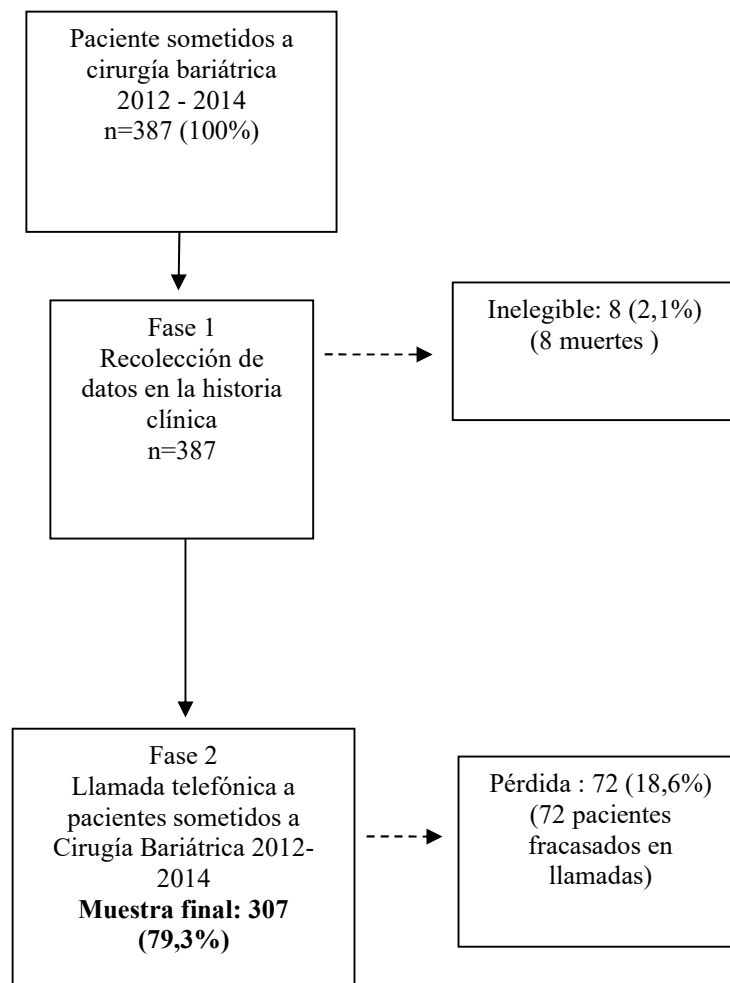 Paciente sometidos a
cirurgía bariátrica
2012 - 2014
n=387 (100%)
Fase 1
Recolección de
datos en la historia
clínica
n=387
Inelegible: 8 (2,1%)
(8 muertes )
Fase 2
Llamada telefónica a
pacientes sometidos a
Cirugía Bariátrica 2012-
2014
Muestra final: 307
(79,3%)
Pérdida : 72 (18,6%)
(72 pacientes
fracasados en
llamadas)